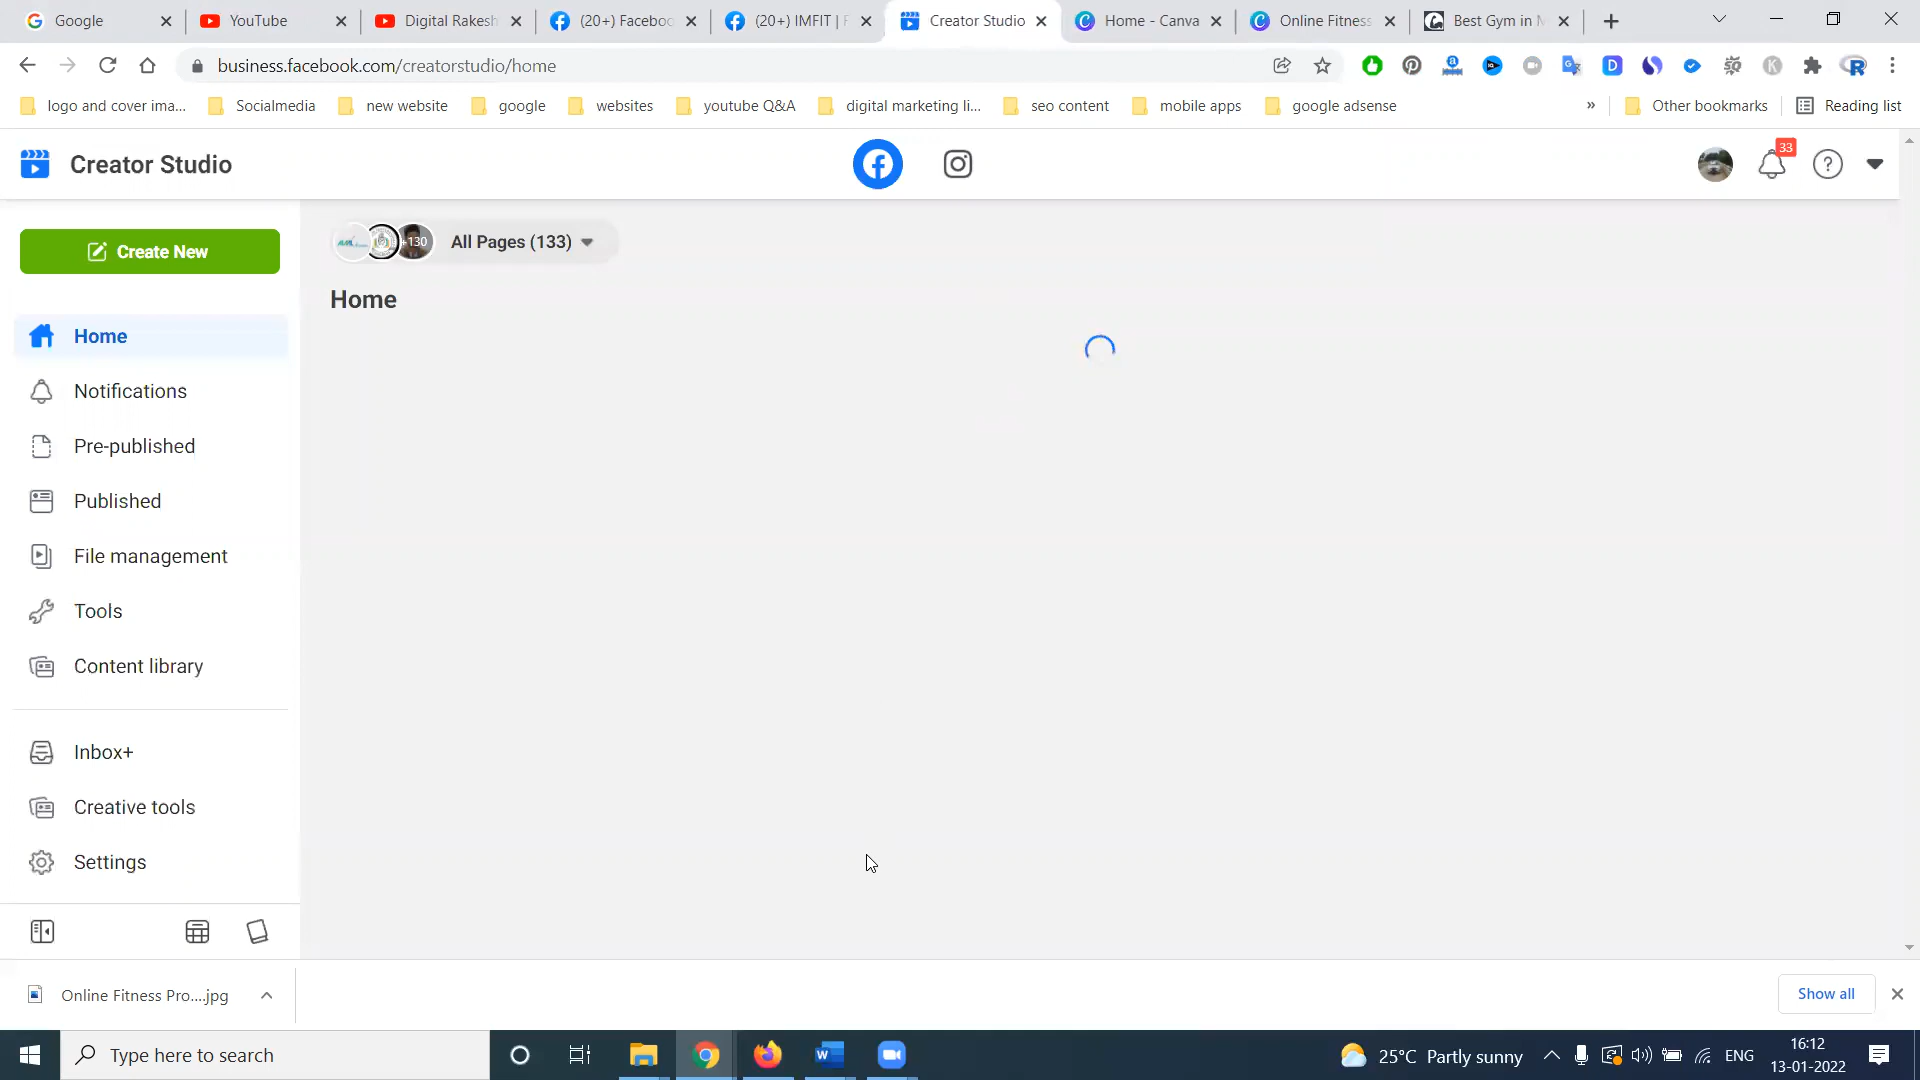 Google
YouTube
Digital Rakesh
(20+) Faceboo
(20+) IMFIT | F
Creator Studio
Home - Canva
Online Fitness
Best Gym in M
business.facebook.com/creatorstudio/home
logo and cover ima...
Socialmedia
new website
google
websites
youtube Q&A
digital marketing li...
seo content
mobile apps
google adsense
»
Other bookmarks
Reading list
Creator Studio
33
Create New
+130
All Pages (133)
Home
Home
Notifications
Pre-published
Published
File management
Tools
Content library
Inbox+
Creative tools
Settings
Online Fitness Pro....jpg
Show all
Type here to search
25°C Partly sunny
ENG
16:12
13-01-2022